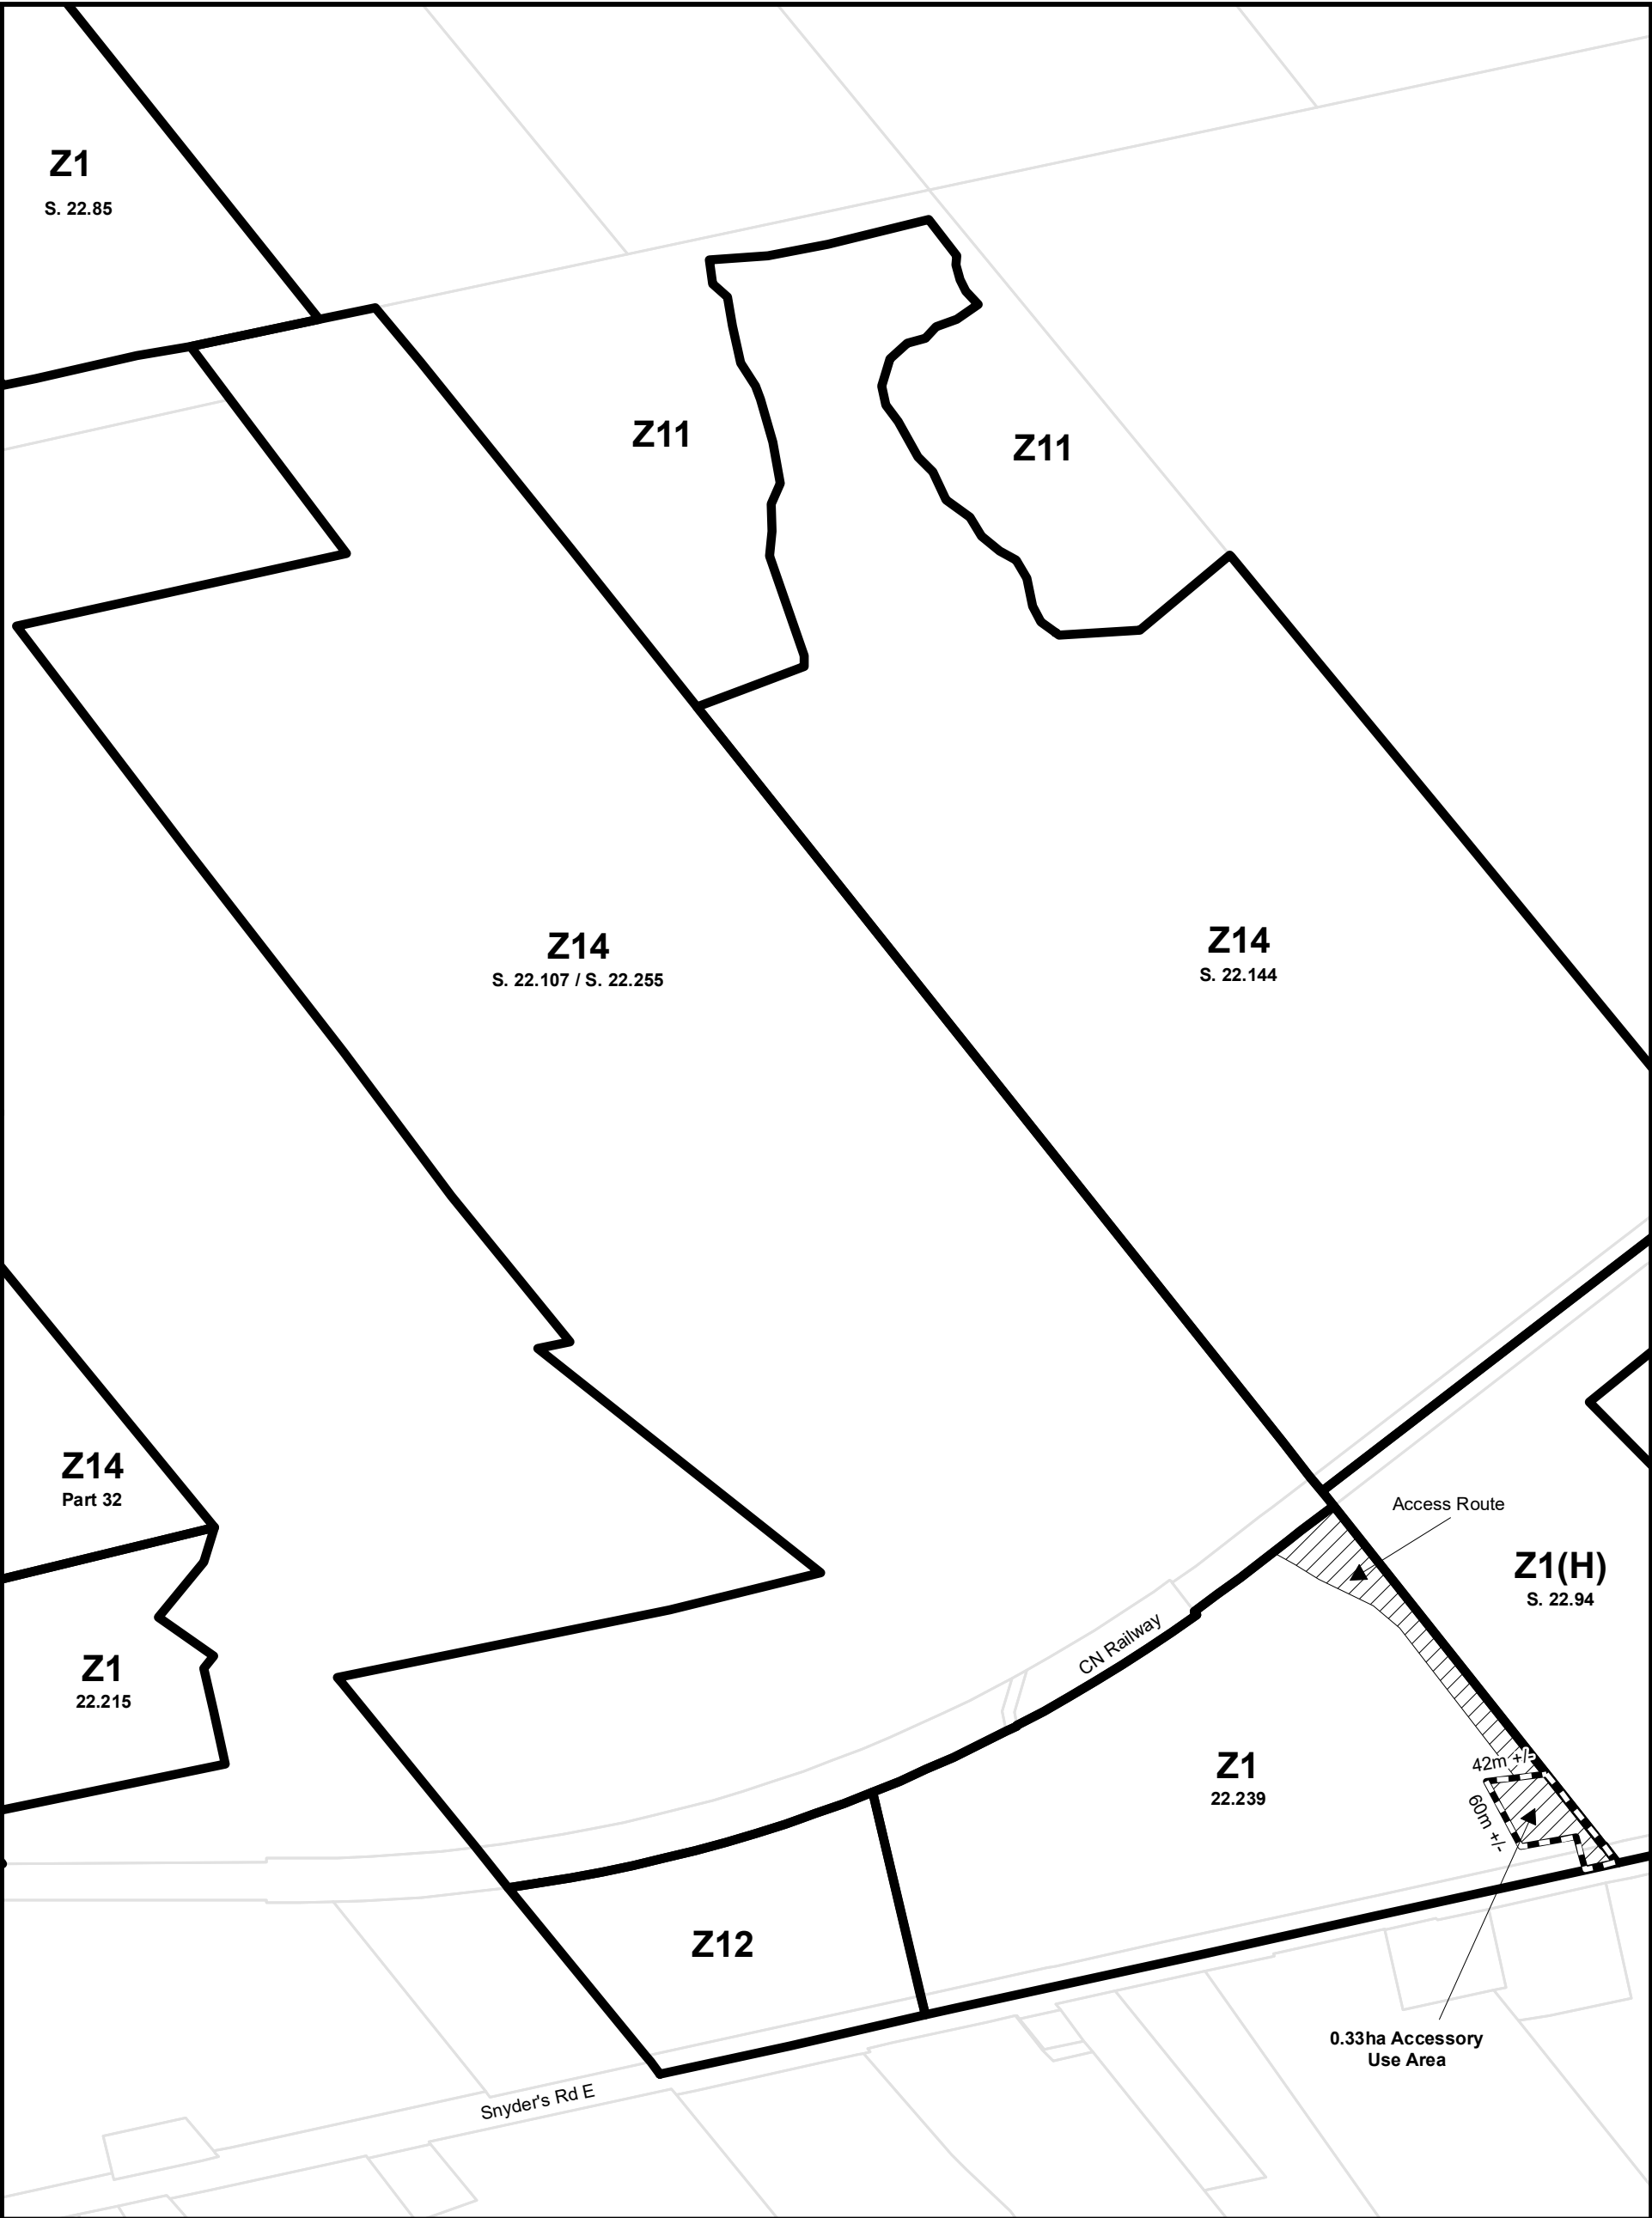 Z1
S. 22.85
Z11
Z11
Z14
S. 22.107 / S. 22.255
Z14
S. 22.144
Z14
Part 32
Access Route
Z1(H)
S. 22.94
CN Railway
Z1
22.215
Z1
22.239
42m +/-
60m +/-
Z12
0.33ha Accessory
Use Area
Snyder's Rd E